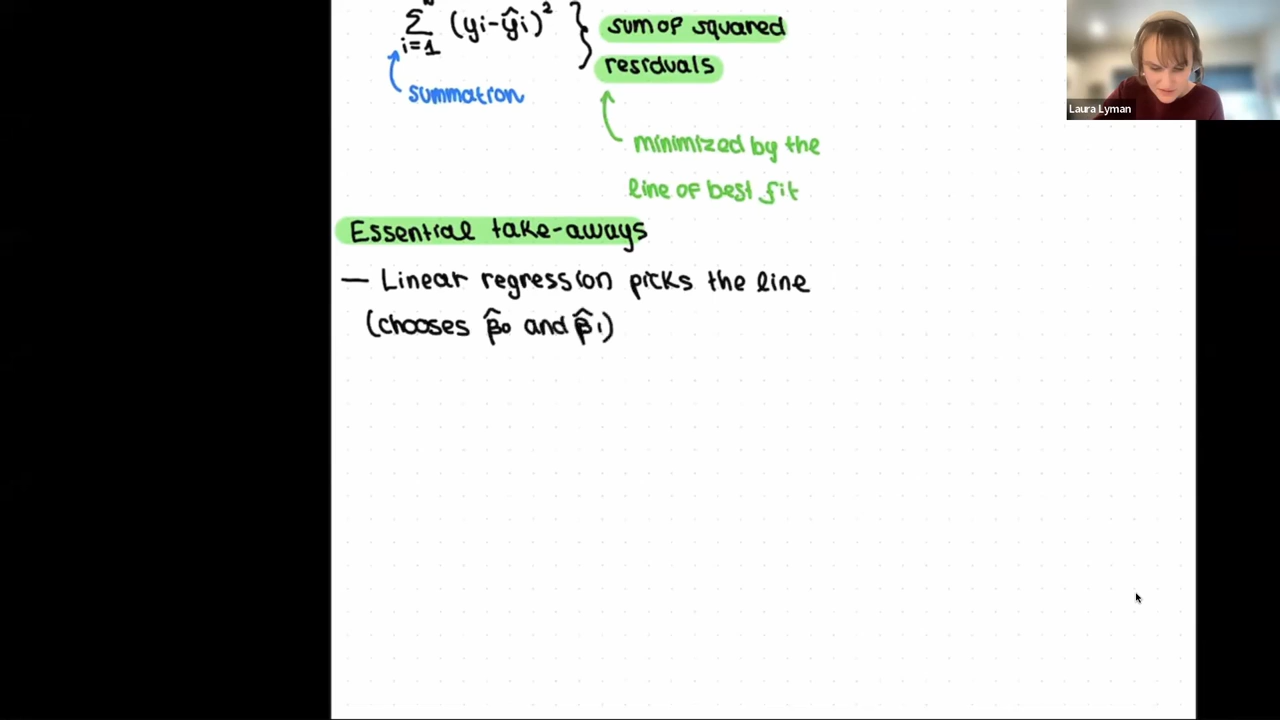 n
Σ (yi-ŷi)² } sum of squared
i=1
residuals
summation
minimized by the
line of best fit
Essential take-aways
— Linear regression picks the line
(chooses β̂₀ and β̂₁)
Laura Lyman